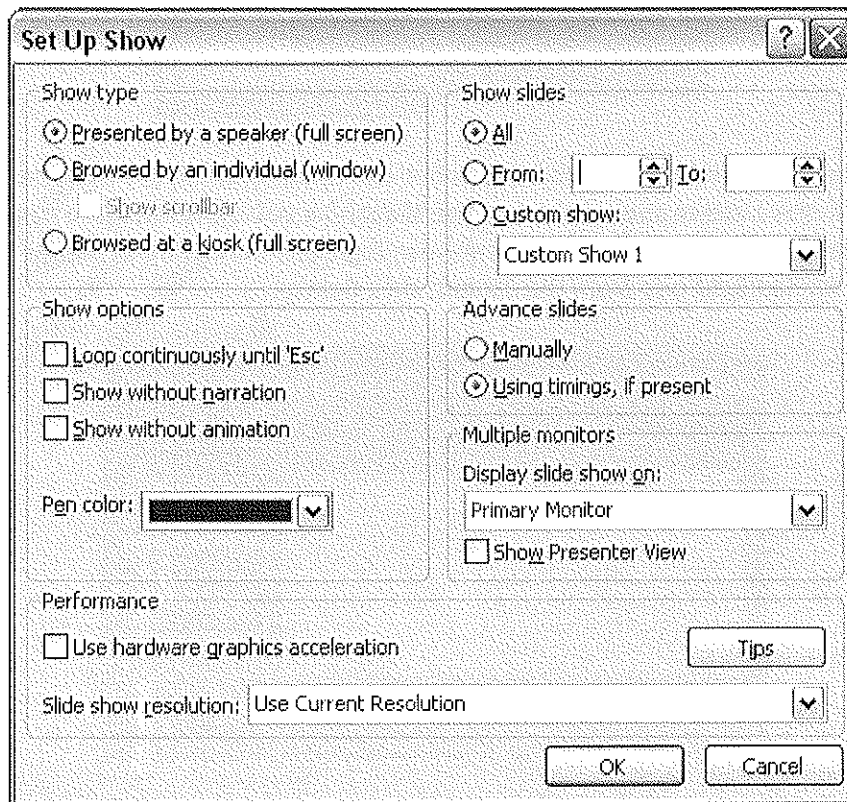 Set Up Show
Show type
Presented by a speaker (full screen)
Browsed by an individual (window)
Show scrollbar
Browsed at a kiosk (full screen)
Show slides
All
From: To:
Custom show:
Custom Show 1
Show options
Loop continuously until 'Esc'
Show without narration
Show without animation
Pen color:
Advance slides
Manually
Using timings, if present
Multiple monitors
Display slide show on:
Primary Monitor
Show Presenter View
Performance
Use hardware graphics acceleration
Tips
Slide show resolution: Use Current Resolution
OK Cancel